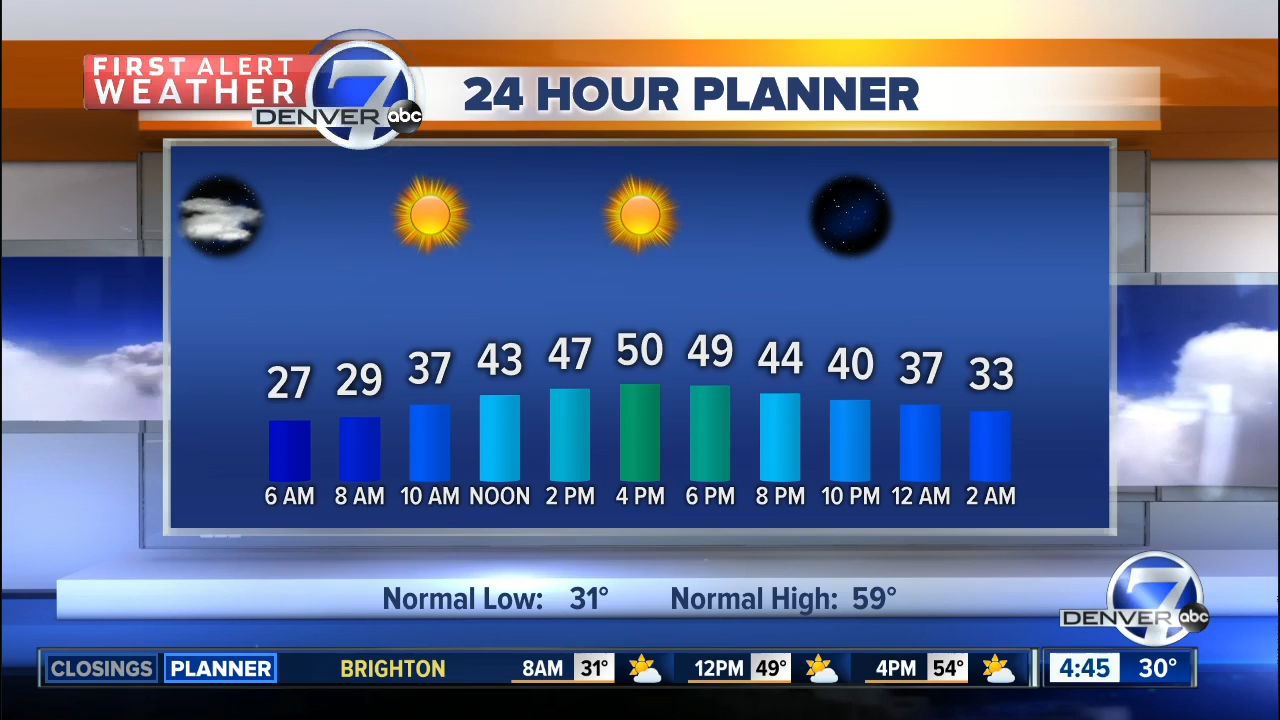 FIRST ALERT
WEATHER
7
DENVER abc
24 HOUR PLANNER
27 29 37 43 47 50 49 44 40 37 33
6 AM 8 AM 10 AM NOON 2 PM 4 PM 6 PM 8 PM 10 PM 12 AM 2 AM
Normal Low: 31° Normal High: 59°
7
DENVER abc
CLOSINGS PLANNER BRIGHTON 8AM 31° 12PM 49° 4PM 54° 4:45 30°